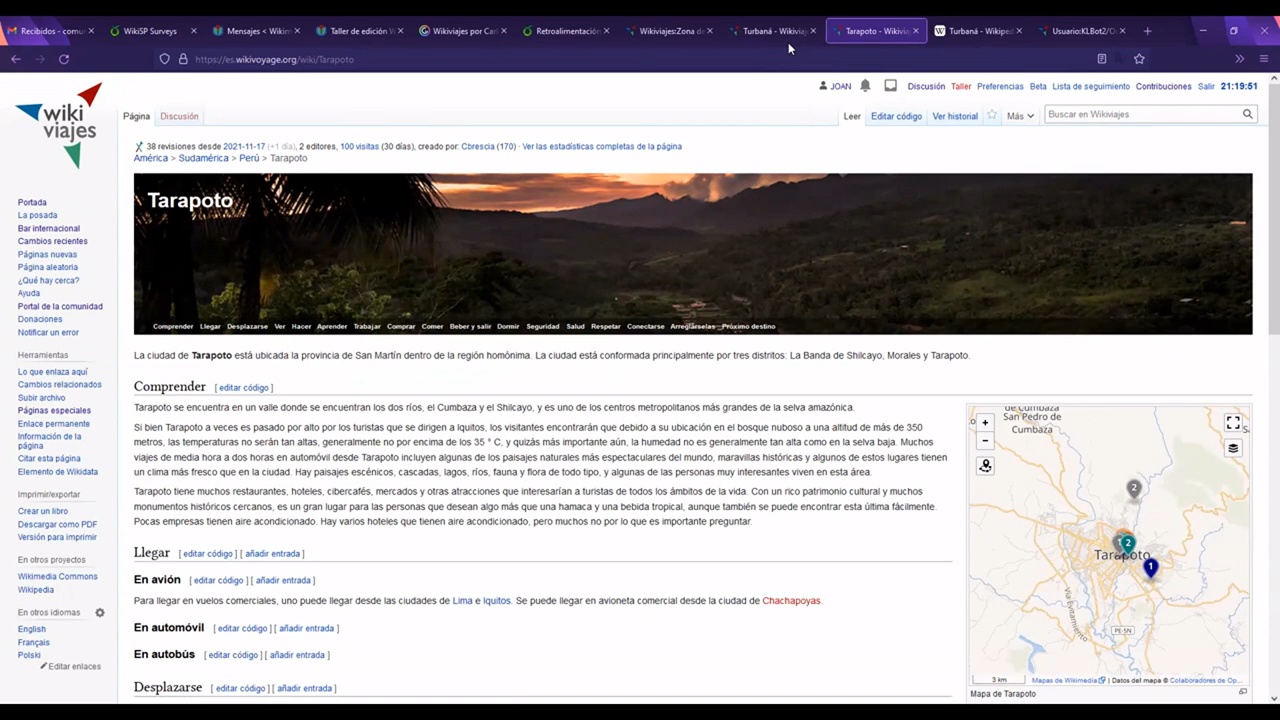 Recibidos - comu
WikiSP Surveys
Mensajes < Wikim
Taller de edición W
Wikiviajes por Carl
Retroalimentación
Wikiviajes:Zona de
Turbaná - Wikiviaj
Tarapoto - Wikivia
Turbaná - Wikiped
Usuario:KLBot2/O
https://es.wikivoyage.org/wiki/Tarapoto
wiki viajes
JOAN Discusión Taller Preferencias Beta Lista de seguimiento Contribuciones Salir 21:19:51
Página Discusión Leer Editar código Ver historial Más Buscar en Wikiviajes
38 revisiones desde 2021-11-17 (+1 día), 2 editores, 100 visitas (30 días), creado por: Cbrescia (170) · Ver las estadísticas completas de la página
América > Sudamérica > Perú > Tarapoto
Tarapoto
Comprender Llegar Desplazarse Ver Hacer Aprender Trabajar Comprar Comer Beber y salir Dormir Seguridad Salud Respetar Conectarse Arreglárselas Próximo destino
Portada
La posada
Bar internacional
Cambios recientes
Páginas nuevas
Página aleatoria
¿Qué hay cerca?
Ayuda
Portal de la comunidad
Donaciones
Notificar un error
Herramientas
Lo que enlaza aquí
Cambios relacionados
Subir archivo
Páginas especiales
Enlace permanente
Información de la
página
Citar esta página
Elemento de Wikidata
Imprimir/exportar
Crear un libro
Descargar como PDF
Versión para imprimir
En otros proyectos
Wikimedia Commons
Wikipedia
En otros idiomas
English
Français
Polski
Editar enlaces
La ciudad de Tarapoto está ubicada la provincia de San Martín dentro de la región homónima. La ciudad está conformada principalmente por tres distritos: La Banda de Shilcayo, Morales y Tarapoto.
Comprender [ editar código ]
Tarapoto se encuentra en un valle donde se encuentran los dos ríos, el Cumbaza y el Shilcayo, y es uno de los centros metropolitanos más grandes de la selva amazónica.
Si bien Tarapoto a veces es pasado por alto por los turistas que se dirigen a Iquitos, los visitantes encontrarán que debido a su ubicación en el bosque nuboso a una altitud de más de 350
metros, las temperaturas no serán tan altas, generalmente no por encima de los 35 ° C, y quizás más importante aún, la humedad no es generalmente tan alta como en la selva baja. Muchos
viajes de media hora a dos horas en automóvil desde Tarapoto incluyen algunas de los paisajes naturales más espectaculares del mundo, maravillas históricas y algunos de estos lugares tienen
un clima más fresco que en la ciudad. Hay paisajes escénicos, cascadas, lagos, ríos, fauna y flora de todo tipo, y algunas de las personas muy interesantes viven en esta área.
Tarapoto tiene muchos restaurantes, hoteles, cibercafés, mercados y otras atracciones que interesarían a turistas de todos los ámbitos de la vida. Con un rico patrimonio cultural y muchos
monumentos históricos cercanos, es un gran lugar para las personas que desean algo más que una hamaca y una bebida tropical, aunque también se puede encontrar esta última fácilmente.
Pocas empresas tienen aire acondicionado. Hay varios hoteles que tienen aire acondicionado, pero muchos no por lo que es importante preguntar.
Llegar [ editar código ] [ añadir entrada ]
En avión [ editar código ] [ añadir entrada ]
Para llegar en vuelos comerciales, uno puede llegar desde las ciudades de Lima e Iquitos. Se puede llegar en avioneta comercial desde la ciudad de Chachapoyas.
En automóvil [ editar código ] [ añadir entrada ]
En autobús [ editar código ] [ añadir entrada ]
Desplazarse [ editar código ] [ añadir entrada ]
de Cumbaza
San Pedro de
Cumbaza
+
−
2
1
2
Tarapoto
1
Vía Evitamiento
PE-5N
3 km Mapas de Wikimedia | Datos del mapa © Colaboradores de Op...
Mapa de Tarapoto